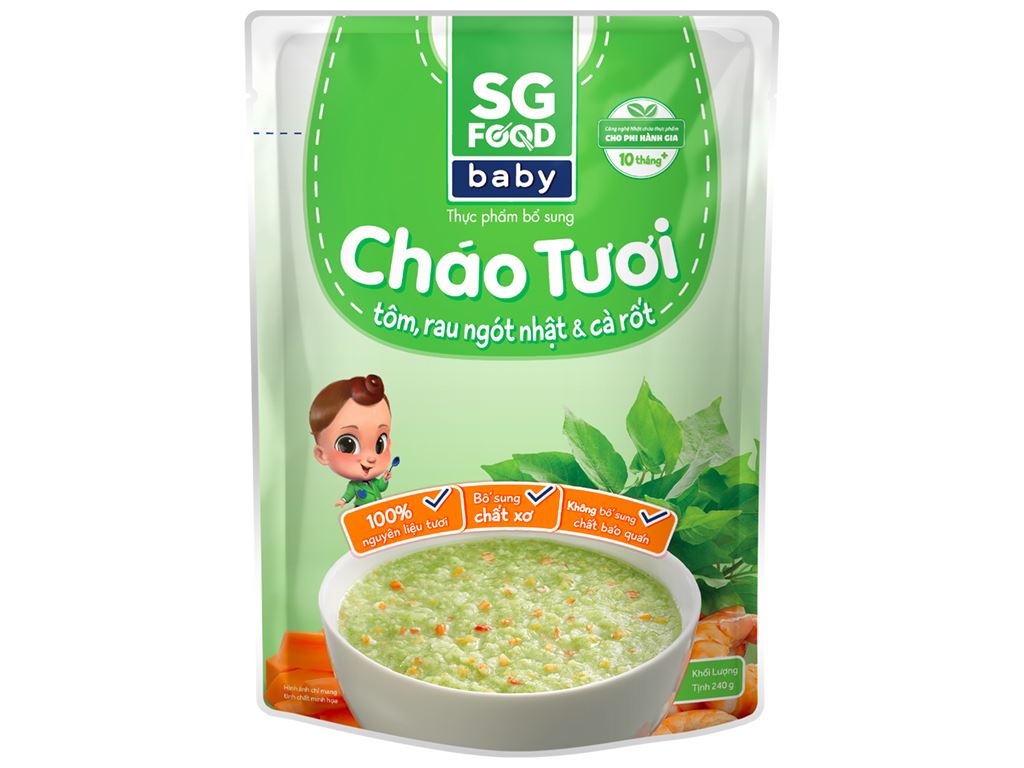 SG
FOOD
baby
Công nghệ Nhật chứa thực phẩm
CHO PHI HÀNH GIA
10 tháng+
Thực phẩm bổ sung
Cháo Tươi
tôm, rau ngót nhật & cà rốt
100%
nguyên liệu tươi
Bổ sung
chất xơ
Không bổ sung
chất bảo quản
Khối Lượng
Tịnh 240 g
Hình ảnh chỉ mang
tính chất minh họa